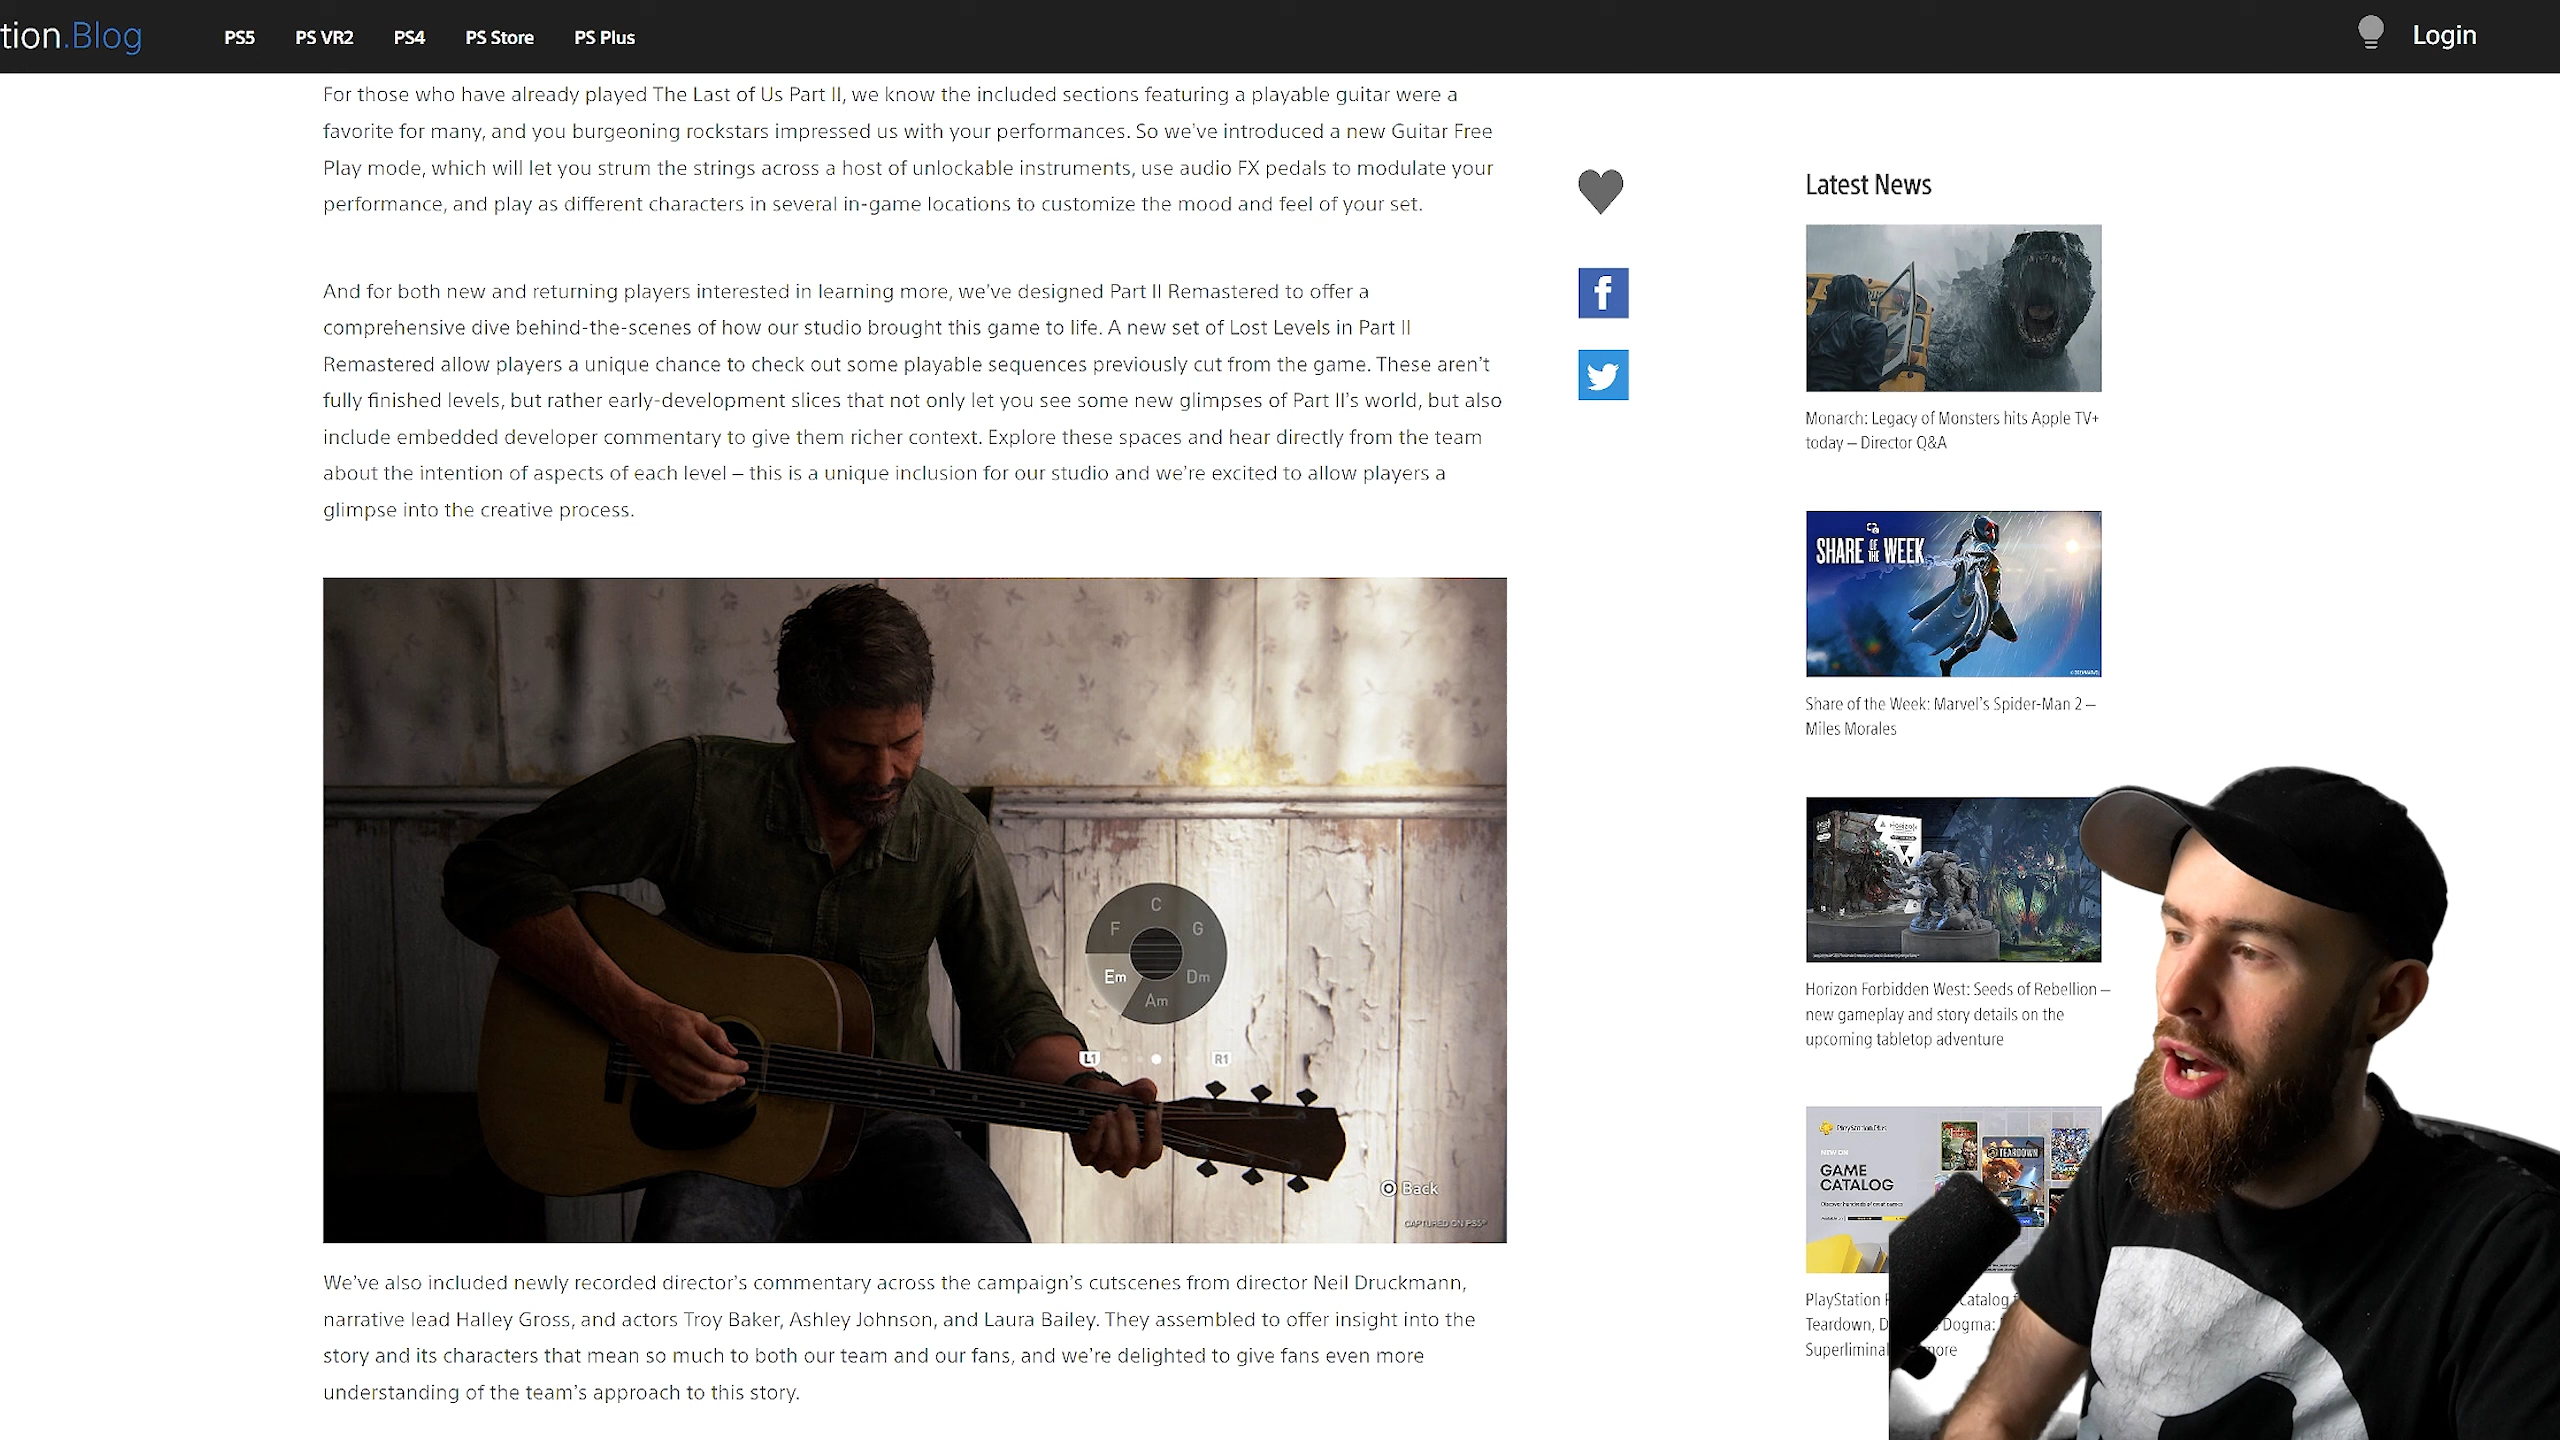 tion.Blog
PS5 PS VR2 PS4 PS Store PS Plus
Login
For those who have already played The Last of Us Part II, we know the included sections featuring a playable guitar were a
favorite for many, and you burgeoning rockstars impressed us with your performances. So we've introduced a new Guitar Free
Play mode, which will let you strum the strings across a host of unlockable instruments, use audio FX pedals to modulate your
performance, and play as different characters in several in-game locations to customize the mood and feel of your set.
And for both new and returning players interested in learning more, we've designed Part II Remastered to offer a
comprehensive dive behind-the-scenes of how our studio brought this game to life. A new set of Lost Levels in Part II
Remastered allow players a unique chance to check out some playable sequences previously cut from the game. These aren't
fully finished levels, but rather early-development slices that not only let you see some new glimpses of Part II's world, but also
include embedded developer commentary to give them richer context. Explore these spaces and hear directly from the team
about the intention of aspects of each level – this is a unique inclusion for our studio and we're excited to allow players a
glimpse into the creative process.
C
F G
Em Dm
Am
L1 R1
Back
CAPTURED ON PS5
We've also included newly recorded director's commentary across the campaign's cutscenes from director Neil Druckmann,
narrative lead Halley Gross, and actors Troy Baker, Ashley Johnson, and Laura Bailey. They assembled to offer insight into the
story and its characters that mean so much to both our team and our fans, and we're delighted to give fans even more
understanding of the team's approach to this story.
Latest News
Monarch: Legacy of Monsters hits Apple TV+
today – Director Q&A
SHARE OF THE WEEK
Share of the Week: Marvel's Spider-Man 2 –
Miles Morales
HORIZON
Horizon Forbidden West: Seeds of Rebellion –
new gameplay and story details on the
upcoming tabletop adventure
PlayStation Plus
NEW ON
GAME
CATALOG
Discover hundreds of great games
TEARDOWN
PlayStation Catalog
Teardown, Dogma:
Superliminal more